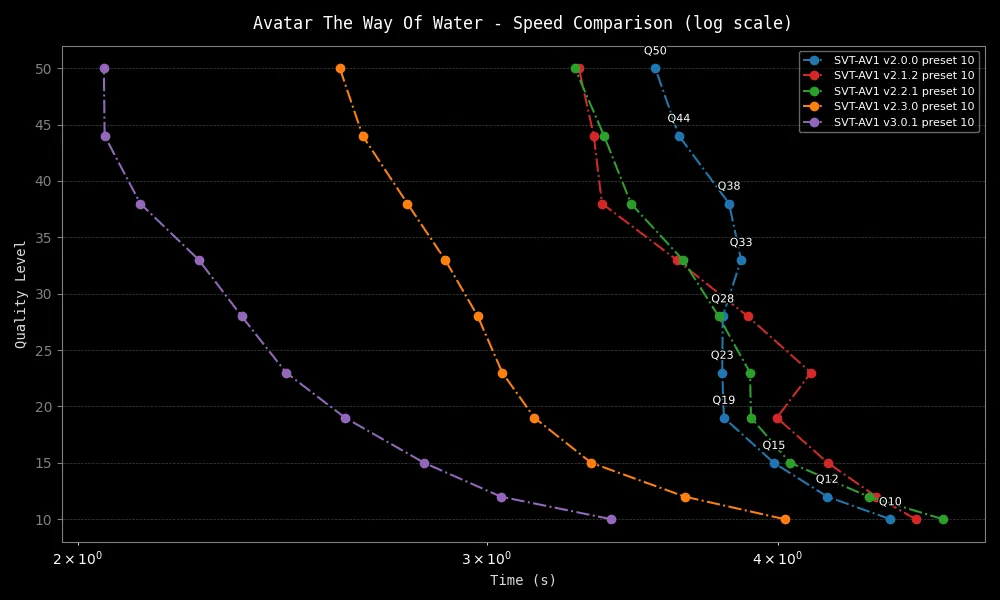 Avatar The Way Of Water - Speed Comparison (log scale)
Q50
SVT-AV1 v2.0.0 preset 10
SVT-AV1 v2.1.2 preset 10
SVT-AV1 v2.2.1 preset 10
SVT-AV1 v2.3.0 preset 10
SVT-AV1 v3.0.1 preset 10
50
45
Q44
40
Q38
35
Q33
30
Q28
25
Q23
20
Q19
15
Q15
Q12
10
Q10
Quality Level
2 × 10⁰
3 × 10⁰
4 × 10⁰
Time (s)